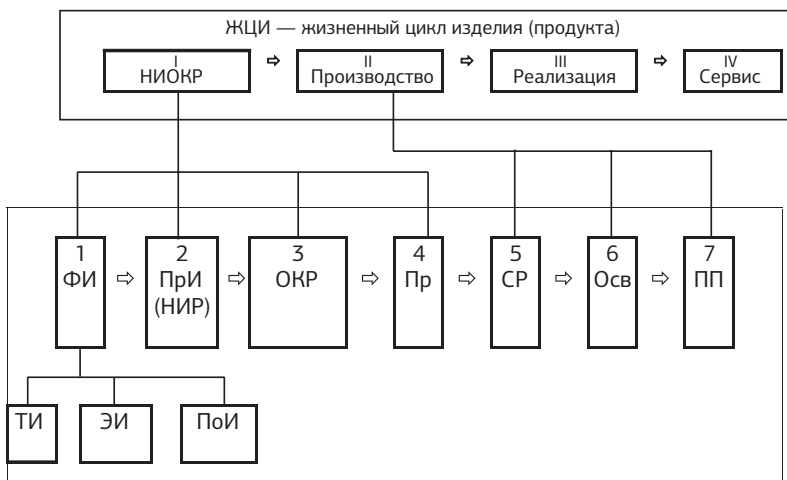 ЖЦИ — жизненный цикл изделия (продукта)
I
НИОКР
⇨
II
Производство
⇨
III
Реализация
⇨
IV
Сервис
1
ФИ
⇨
2
ПрИ
(НИР)
⇨
3
ОКР
⇨
4
Пр
⇨
5
СР
⇨
6
Осв
⇨
7
ПП
ТИ
ЭИ
ПоИ